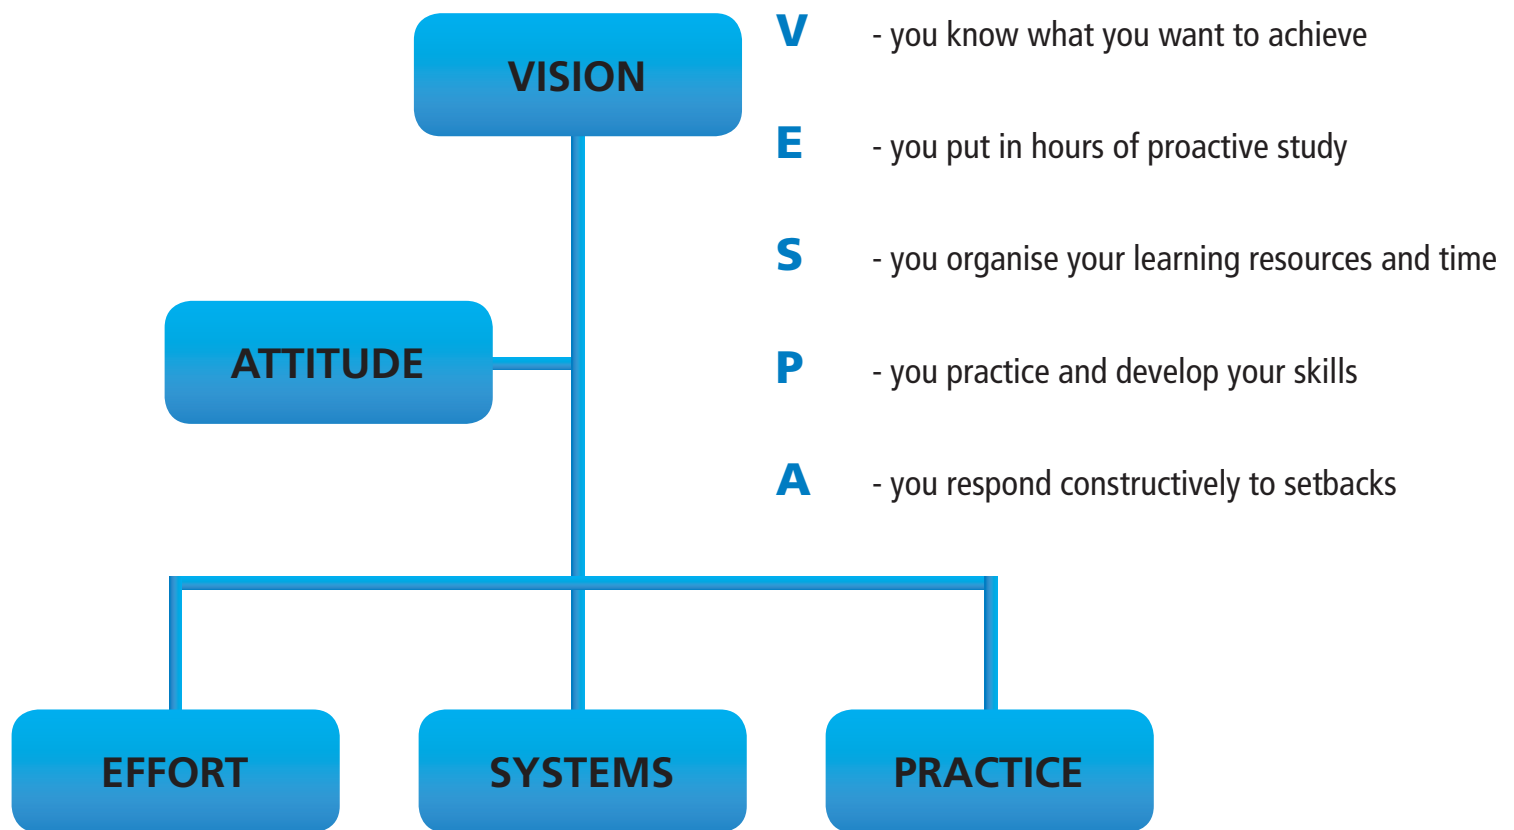 VISION
V - you know what you want to achieve
E - you put in hours of proactive study
S - you organise your learning resources and time
ATTITUDE
P - you practice and develop your skills
A - you respond constructively to setbacks
EFFORT
SYSTEMS
PRACTICE